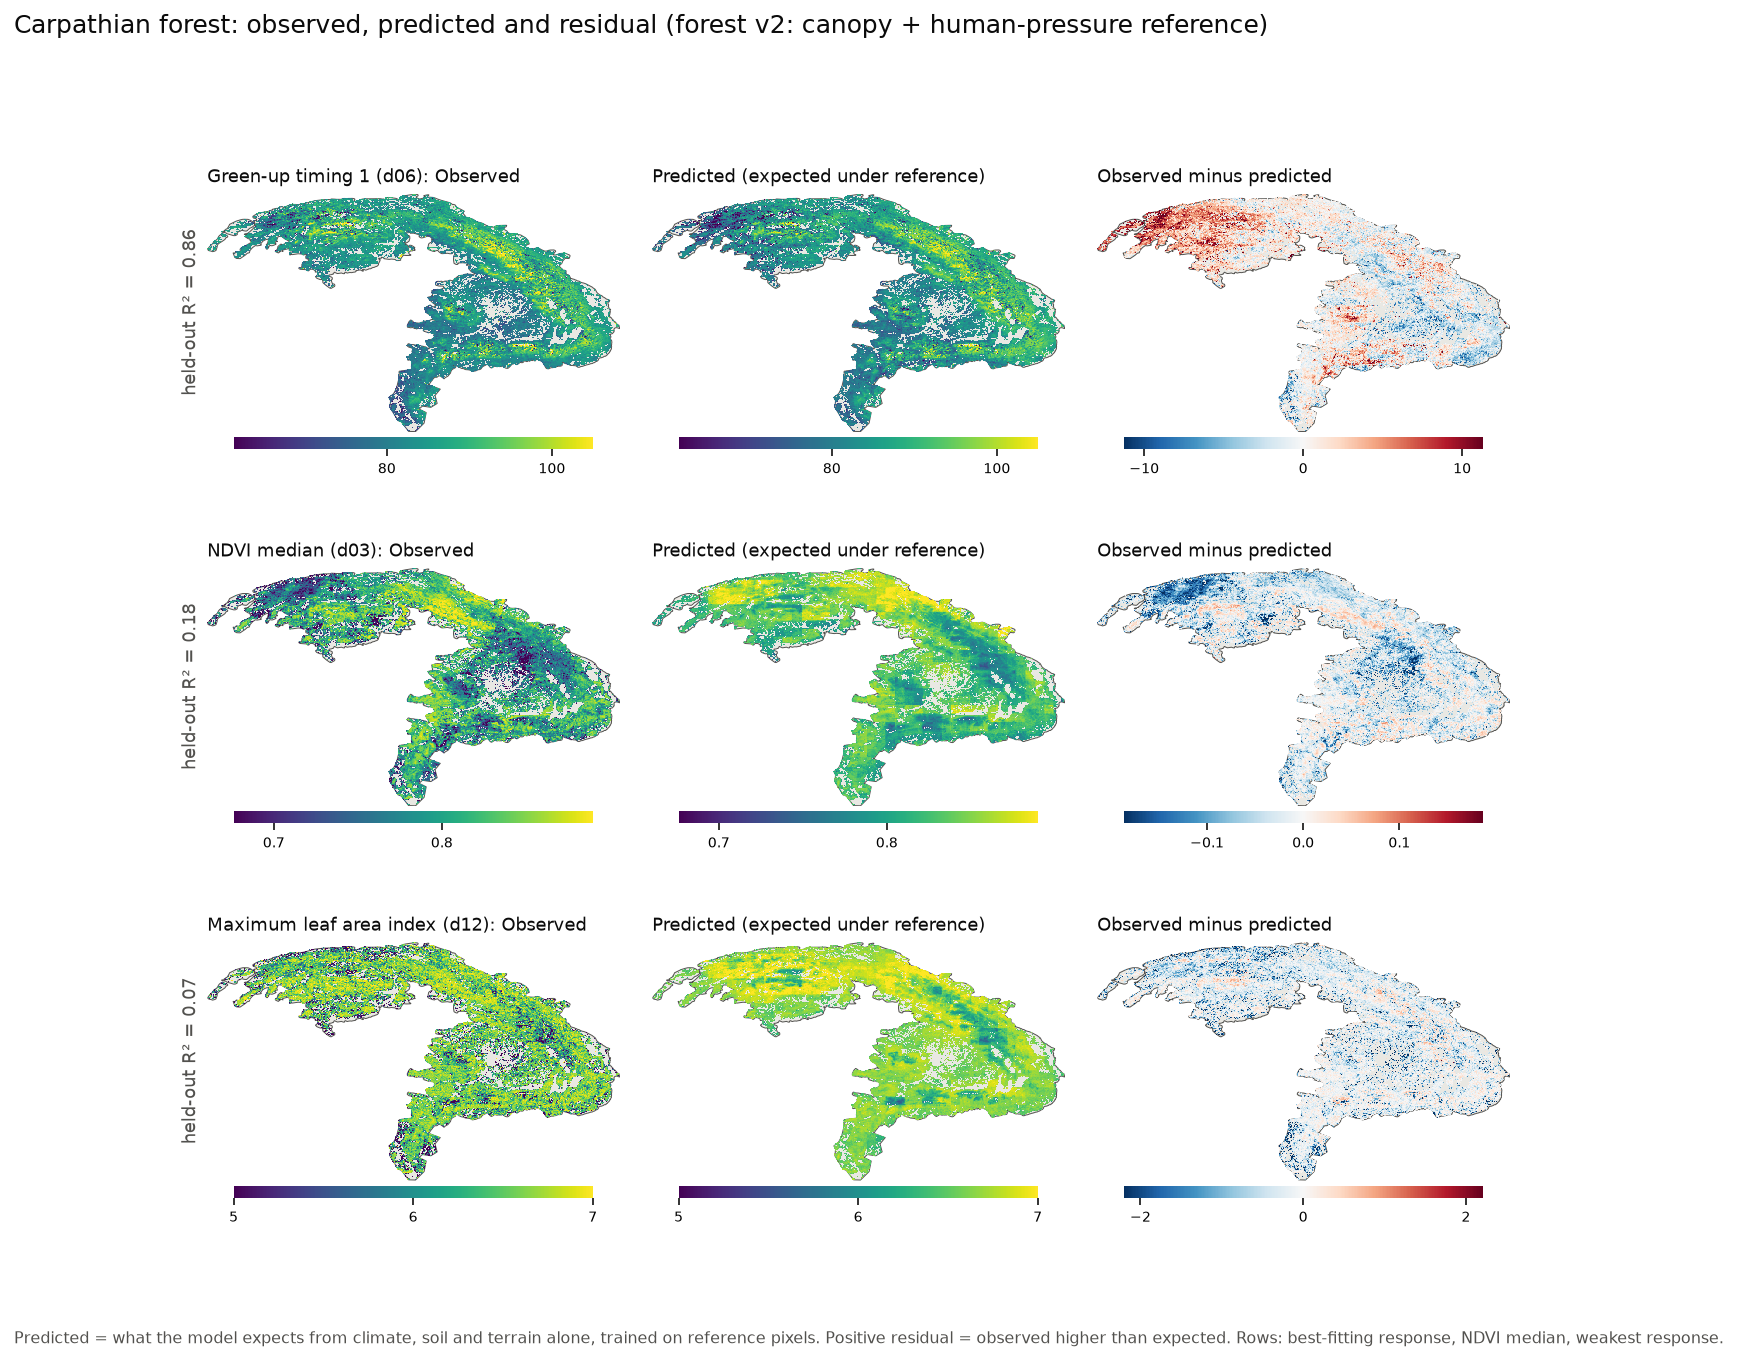 Carpathian forest: observed, predicted and residual (forest v2: canopy + human-pressure reference)
Green-up timing 1 (d06): Observed
Predicted (expected under reference)
Observed minus predicted
held-out R² = 0.86
80 100
80 100
−10 0 10
NDVI median (d03): Observed
Predicted (expected under reference)
Observed minus predicted
held-out R² = 0.18
0.7 0.8
0.7 0.8
−0.1 0.0 0.1
Maximum leaf area index (d12): Observed
Predicted (expected under reference)
Observed minus predicted
held-out R² = 0.07
5 6 7
5 6 7
−2 0 2
Predicted = what the model expects from climate, soil and terrain alone, trained on reference pixels. Positive residual = observed higher than expected. Rows: best-fitting response, NDVI median, weakest response.